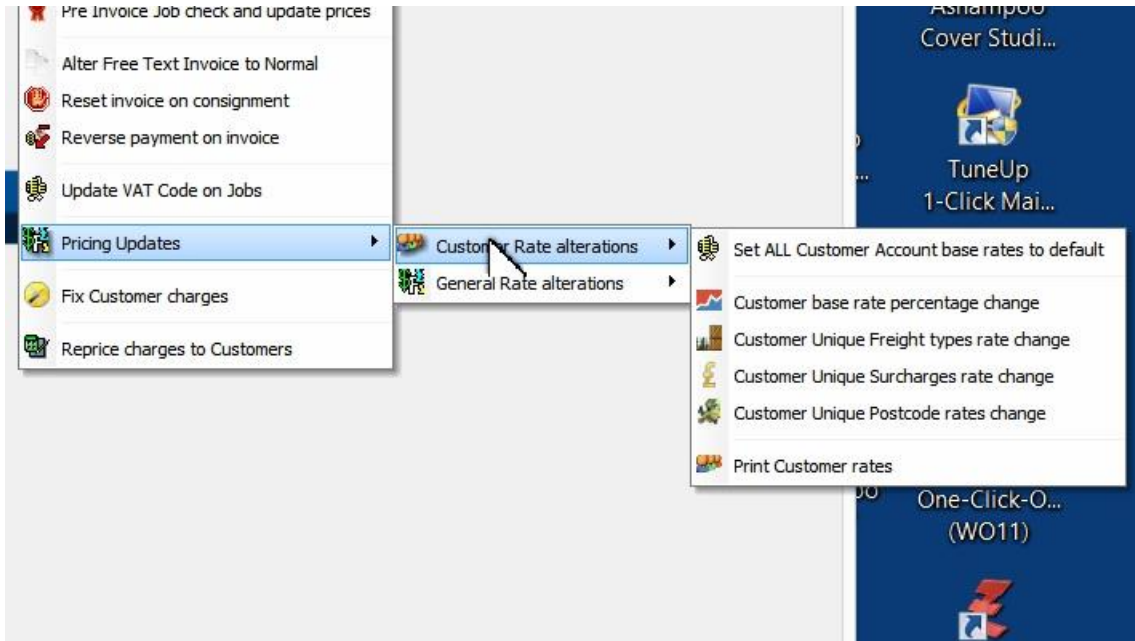 Pre Invoice Job check and update prices
Alter Free Text Invoice to Normal
Reset invoice on consignment
Reverse payment on invoice
Update VAT Code on Jobs
Pricing Updates
Fix Customer charges
Reprice charges to Customers
Customer Rate alterations
General Rate alterations
Set ALL Customer Account base rates to default
Customer base rate percentage change
Customer Unique Freight types rate change
Customer Unique Surcharges rate change
Customer Unique Postcode rates change
Print Customer rates
Ashampoo
Cover Studi...
TuneUp
1-Click Mai...
One-Click-O...
(WO11)